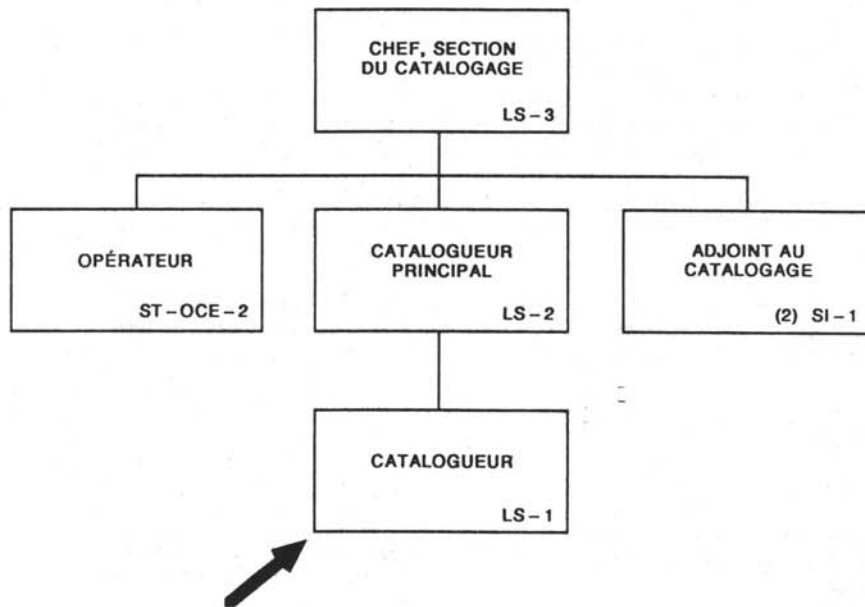 CHEF, SECTION
DU CATALOGAGE
LS-3
OPÉRATEUR
ST-OCE-2
CATALOGUEUR
PRINCIPAL
LS-2
ADJOINT AU
CATALOGAGE
(2) SI-1
CATALOGUEUR
LS-1